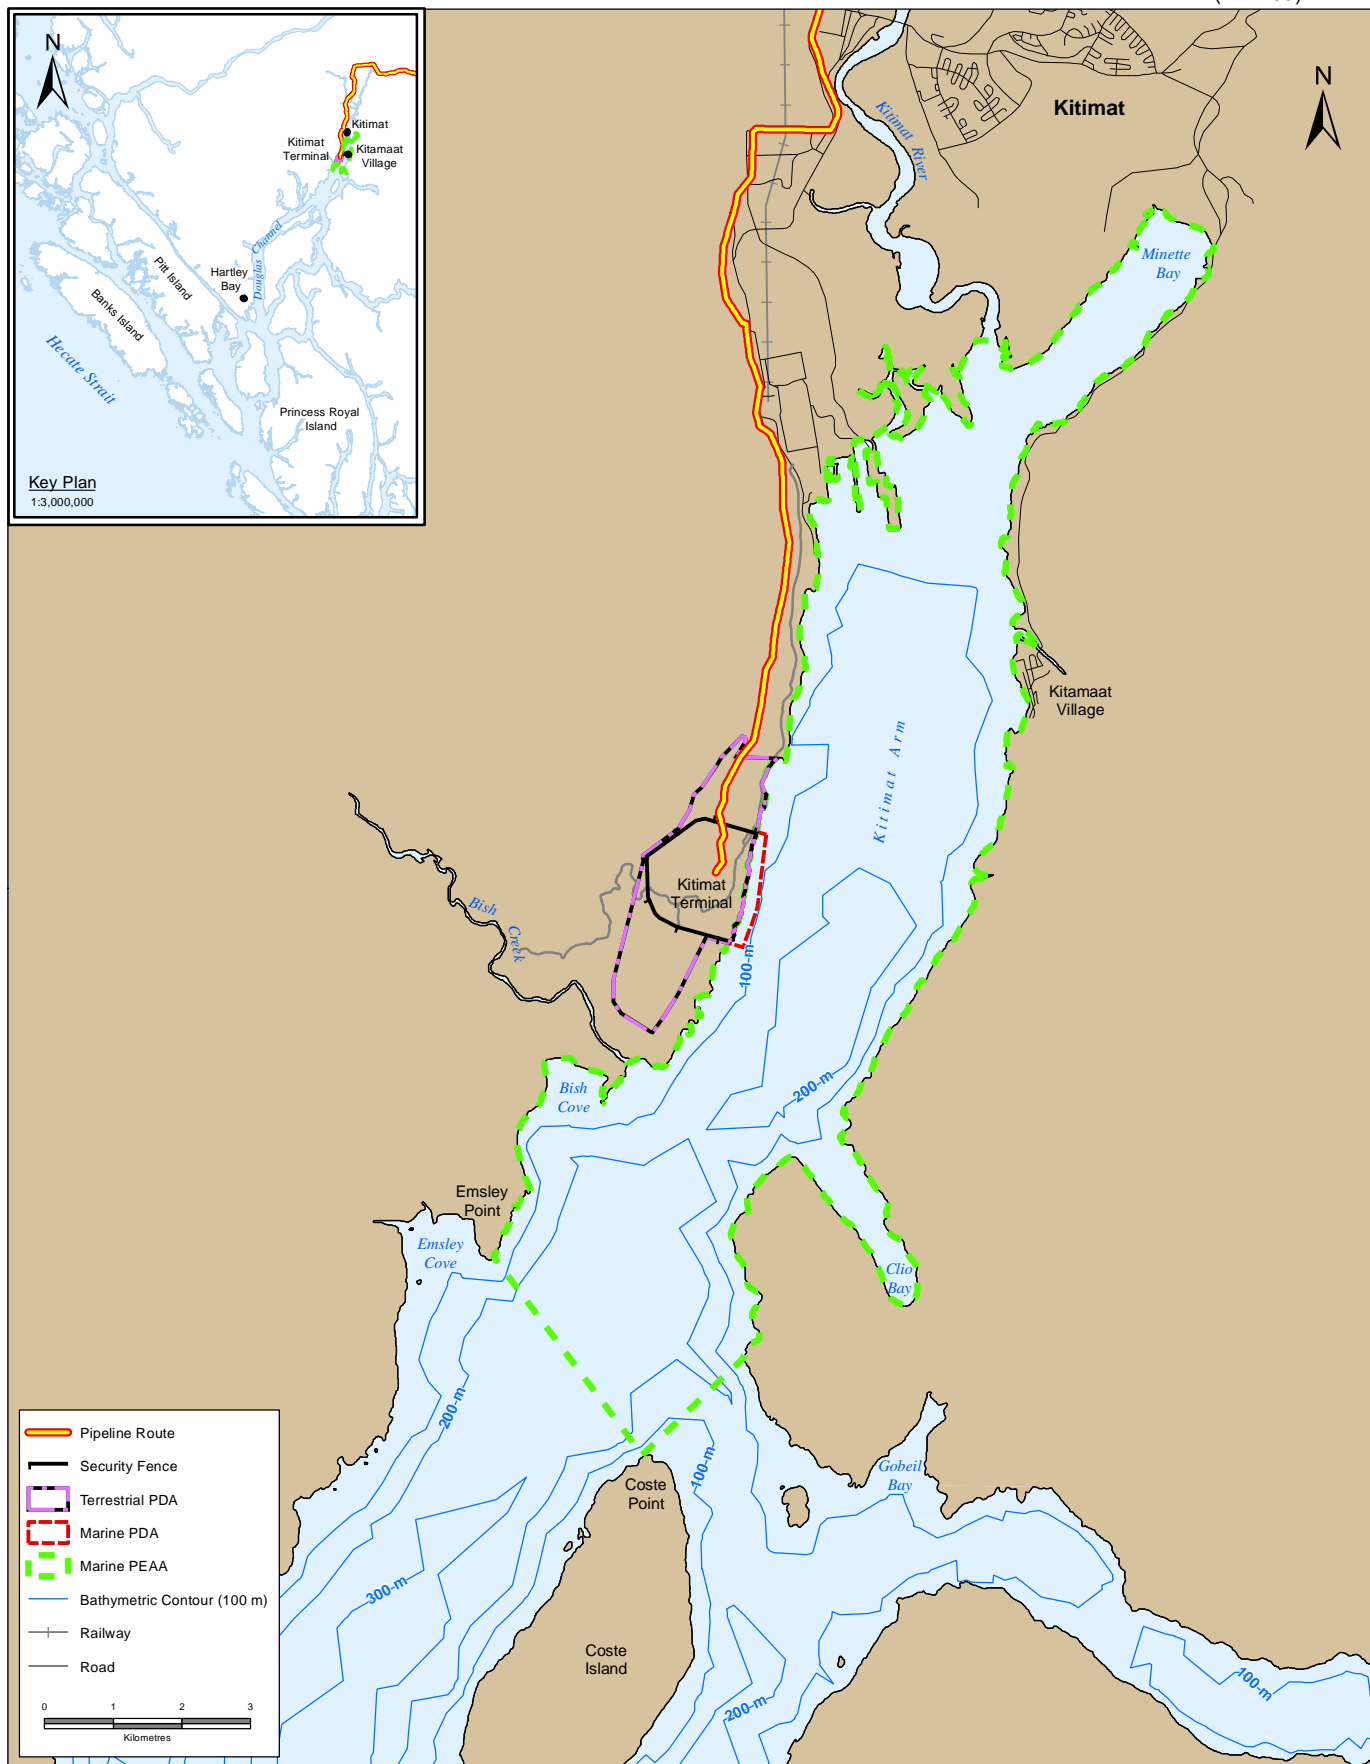 N
Kitimat
Kitimat
Terminal
Kitamaat
Village
Hartley
Bay
Douglas Channel
Pitt Island
Banks Island
Hecate Strait
Princess Royal
Island
Key Plan
1:3,000,000
Kitimat River
Kitimat
N
Minette
Bay
Kitamaat
Village
Kitimat Arm
Kitimat
Terminal
Bish Creek
100-m
200-m
Bish
Cove
Emsley
Point
Emsley
Cove
Clio
Bay
200-m
100-m
Gobeil
Bay
Coste
Point
300-m
Coste
Island
200-m
100-m
Pipeline Route
Security Fence
Terrestrial PDA
Marine PDA
Marine PEAA
Bathymetric Contour (100 m)
Railway
Road
0 1 2 3
Kilometres